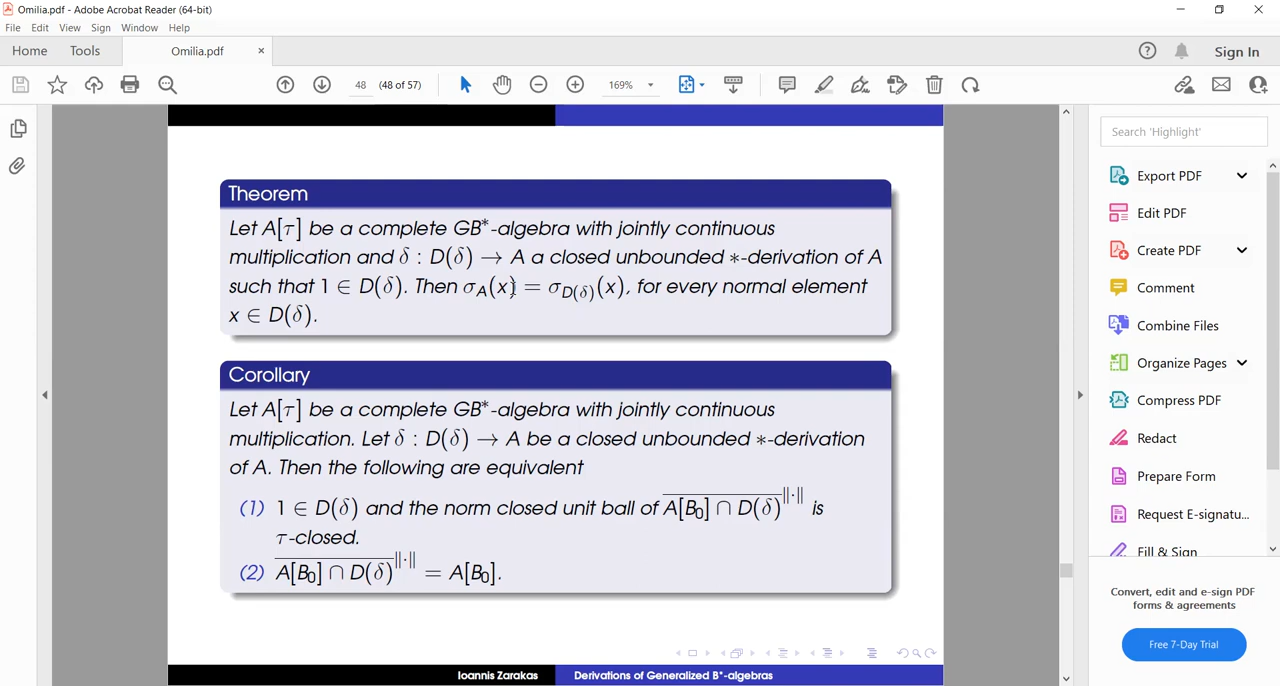 Omilia.pdf - Adobe Acrobat Reader (64-bit)
File Edit View Sign Window Help
Home Tools Omilia.pdf × Sign In
48 (48 of 57) 169%
Search 'Highlight'
Export PDF
Edit PDF
Create PDF
Comment
Combine Files
Organize Pages
Compress PDF
Redact
Prepare Form
Request E-signatu...
Fill & Sign
Convert, edit and e-sign PDF
forms & agreements
Free 7-Day Trial
Theorem
Let A[τ] be a complete GB*-algebra with jointly continuous
multiplication and δ : D(δ) → A a closed unbounded ∗-derivation of A
such that 1 ∈ D(δ). Then σ_A(x) = σ_{D(δ)}(x), for every normal element
x ∈ D(δ).
Corollary
Let A[τ] be a complete GB*-algebra with jointly continuous
multiplication. Let δ : D(δ) → A be a closed unbounded ∗-derivation
of A. Then the following are equivalent
(1) 1 ∈ D(δ) and the norm closed unit ball of \overline{A[B_0] ∩ D(δ)}^{‖·‖} is
τ-closed.
(2) \overline{A[B_0] ∩ D(δ)}^{‖·‖} = A[B_0].
Ioannis Zarakas Derivations of Generalized B*-algebras